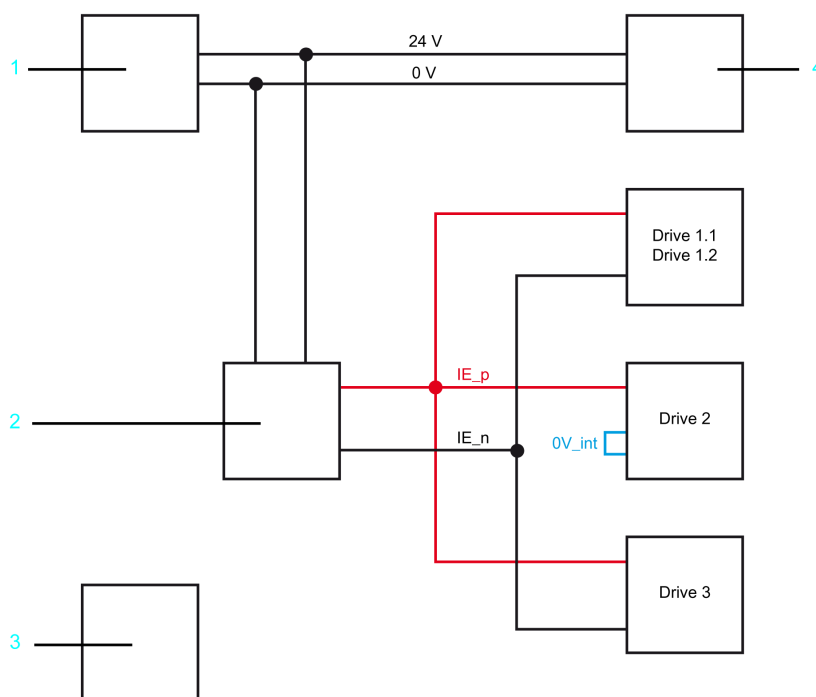 24 V
1
0 V
4
Drive 1.1
Drive 1.2
IE_p
Drive 2
2
IE_n
0V_int
Drive 3
3